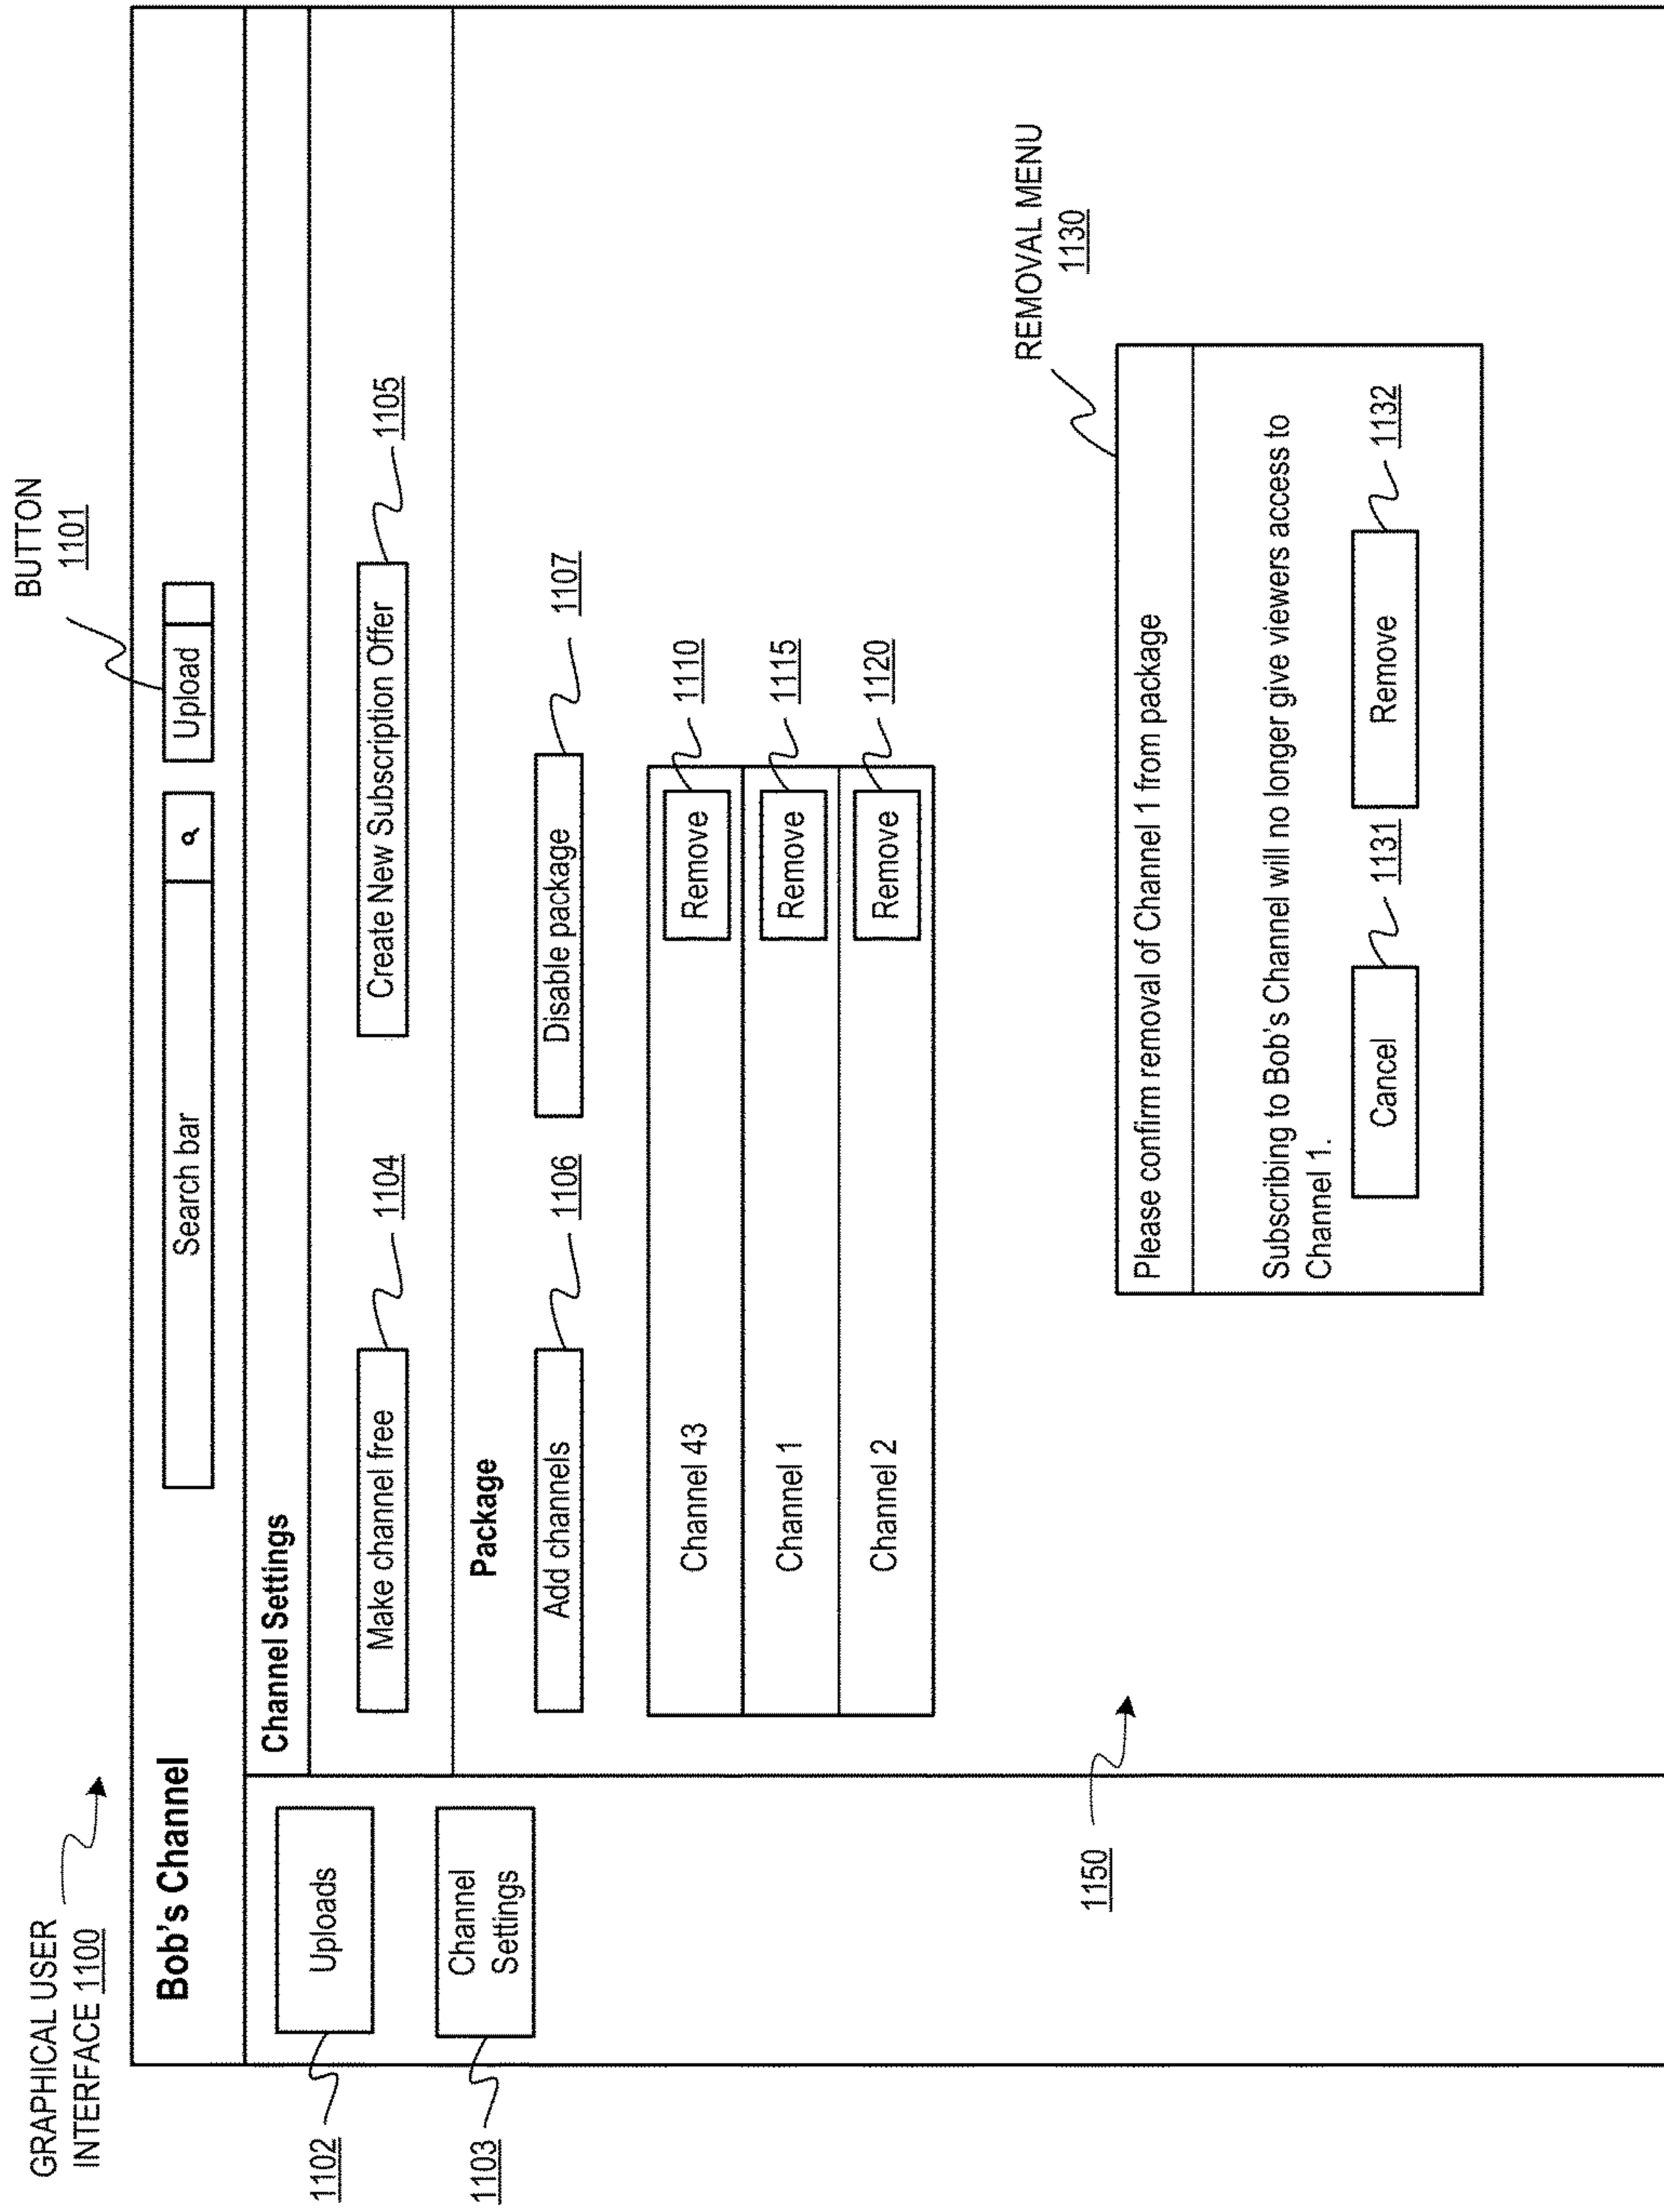 GRAPHICAL USER
INTERFACE 1100
BUTTON
1101
Bob's Channel
Search bar
Upload
1102
Uploads
1103
Channel
Settings
Channel Settings
Make channel free
1104
Create New Subscription Offer
1105
Package
Add channels
1106
Disable package
1107
Channel 43
Remove
1110
Channel 1
Remove
1115
Channel 2
Remove
1120
1150
REMOVAL MENU
1130
Please confirm removal of Channel 1 from package
Subscribing to Bob's Channel will no longer give viewers access to
Channel 1.
Cancel
1131
Remove
1132